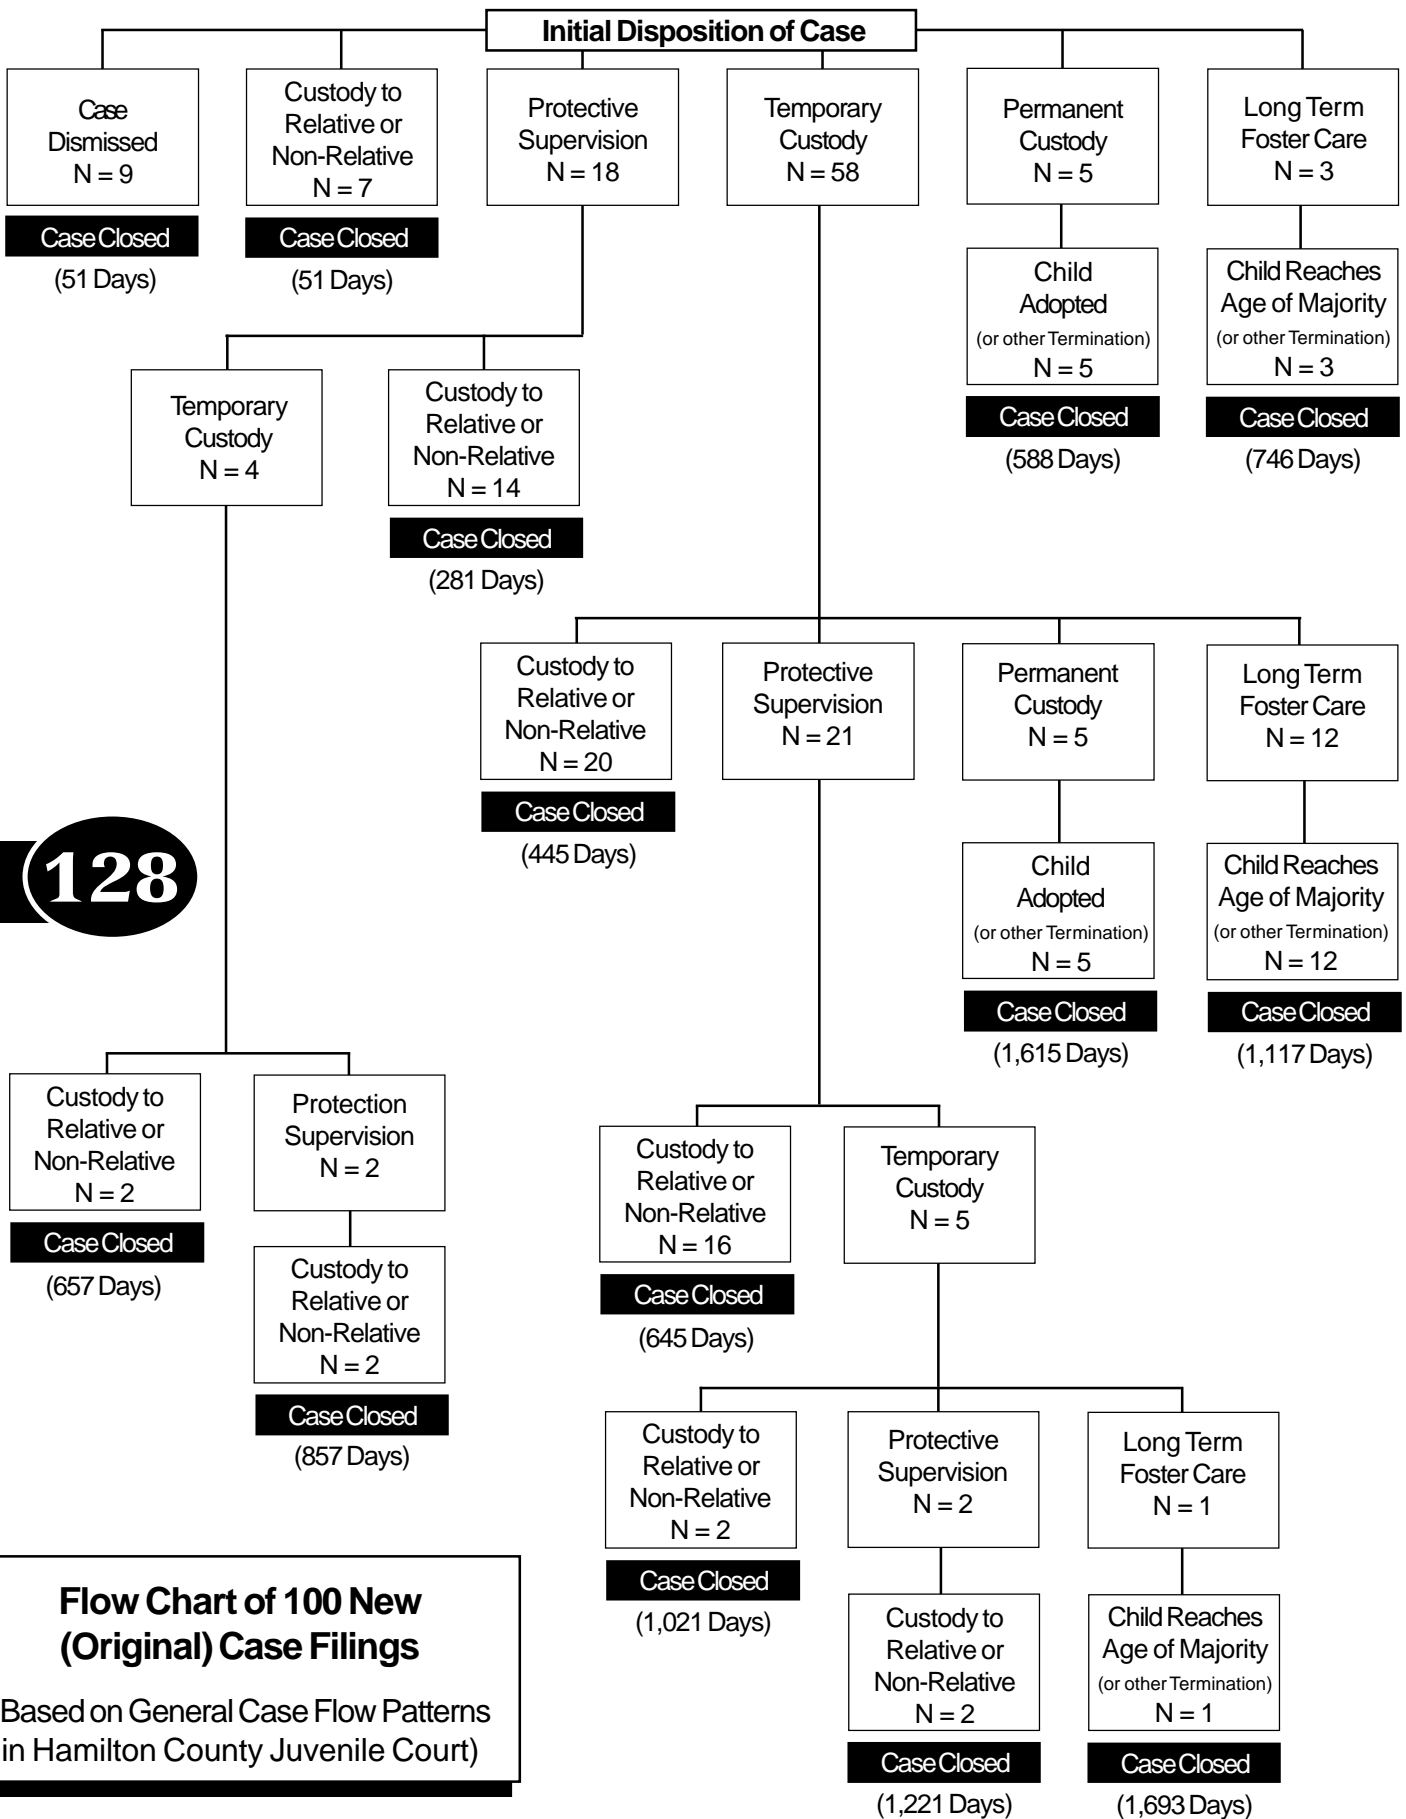 Initial Disposition of Case
Case
Dismissed
N = 9
Case Closed
(51 Days)
Custody to
Relative or
Non-Relative
N = 7
Case Closed
(51 Days)
Protective
Supervision
N = 18
Temporary
Custody
N = 58
Permanent
Custody
N = 5
Child
Adopted
(or other Termination)
N = 5
Case Closed
(588 Days)
Long Term
Foster Care
N = 3
Child Reaches
Age of Majority
(or other Termination)
N = 3
Case Closed
(746 Days)
Temporary
Custody
N = 4
Custody to
Relative or
Non-Relative
N = 14
Case Closed
(281 Days)
Custody to
Relative or
Non-Relative
N = 20
Case Closed
(445 Days)
Protective
Supervision
N = 21
Permanent
Custody
N = 5
Child
Adopted
(or other Termination)
N = 5
Case Closed
(1,615 Days)
Long Term
Foster Care
N = 12
Child Reaches
Age of Majority
(or other Termination)
N = 12
Case Closed
(1,117 Days)
128
Custody to
Relative or
Non-Relative
N = 2
Case Closed
(657 Days)
Protection
Supervision
N = 2
Custody to
Relative or
Non-Relative
N = 2
Case Closed
(857 Days)
Custody to
Relative or
Non-Relative
N = 16
Case Closed
(645 Days)
Temporary
Custody
N = 5
Custody to
Relative or
Non-Relative
N = 2
Case Closed
(1,021 Days)
Protective
Supervision
N = 2
Custody to
Relative or
Non-Relative
N = 2
Case Closed
(1,221 Days)
Long Term
Foster Care
N = 1
Child Reaches
Age of Majority
(or other Termination)
N = 1
Case Closed
(1,693 Days)
Flow Chart of 100 New
(Original) Case Filings
Based on General Case Flow Patterns
in Hamilton County Juvenile Court)